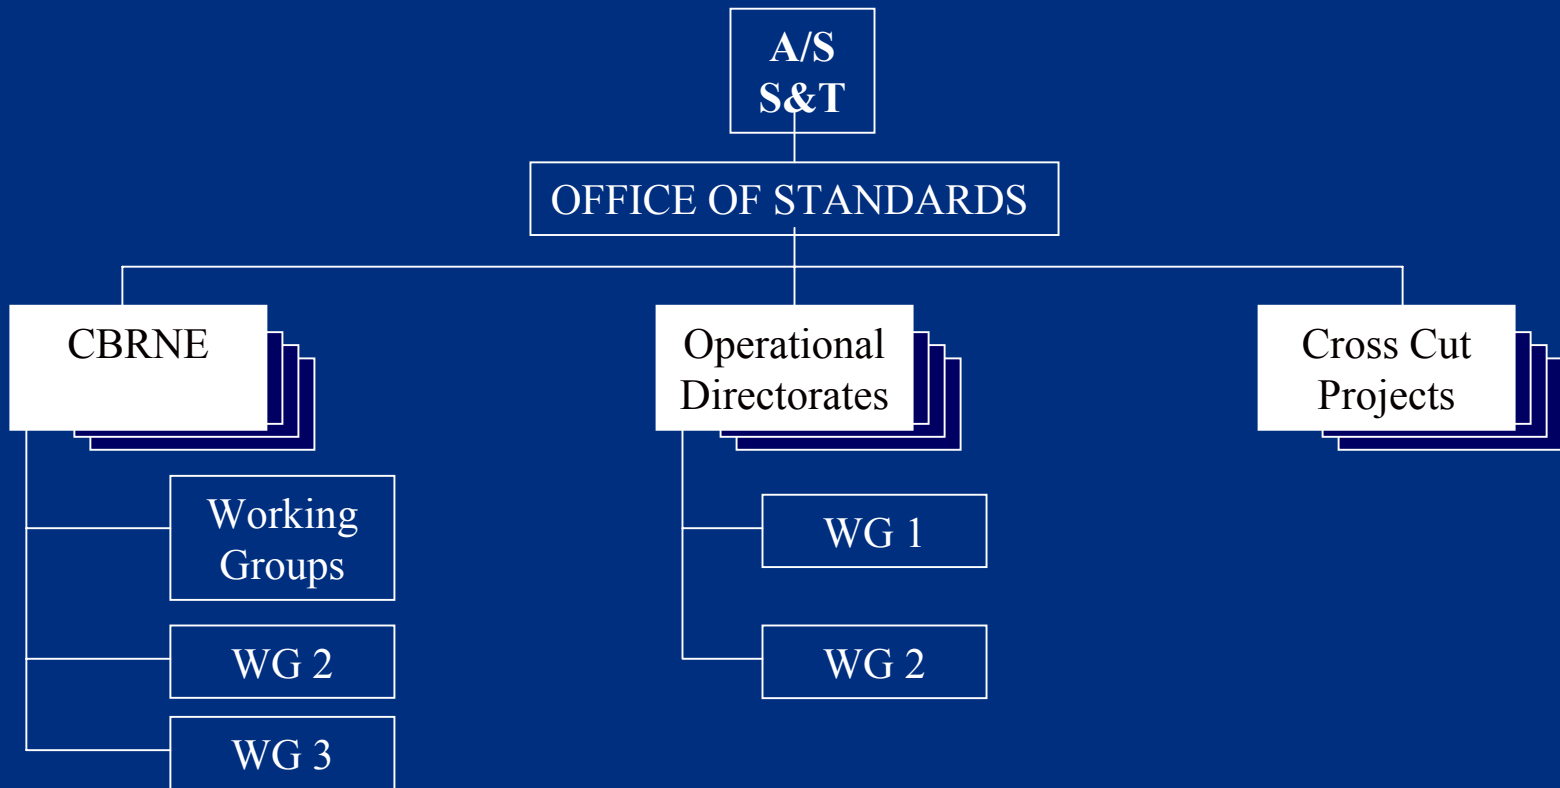 A/S
S&T
OFFICE OF STANDARDS
CBRNE
Operational
Directorates
Cross Cut
Projects
Working
Groups
WG 1
WG 2
WG 2
WG 3